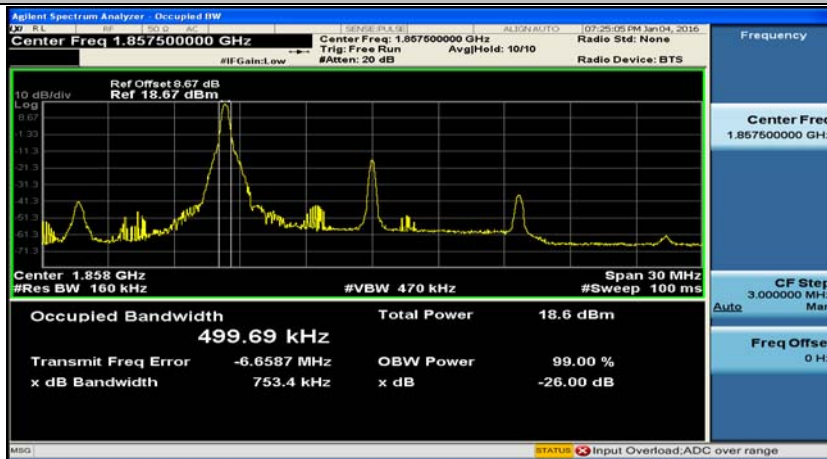 Agilent Spectrum Analyzer - Occupied BW
LXI RL RF 50 Ω AC SENSE:PULSE ALIGN AUTO 07:25:05 PM Jan 04, 2016
Center Freq 1.857500000 GHz Center Freq: 1.857500000 GHz Radio Std: None Frequency
Trig: Free Run Avg|Hold: 10/10
#IFGain:Low #Atten: 20 dB Radio Device: BTS
Ref Offset 8.67 dB
10 dB/div Ref 18.67 dBm
Log
8.67
-1.33
-11.3
-21.3
-31.3
-41.3
-51.3
-61.3
-71.3
Center Freq
1.857500000 GHz
Center 1.858 GHz Span 30 MHz
#Res BW 160 kHz #VBW 470 kHz #Sweep 100 ms
CF Step
3.000000 MHz
Auto Man
Occupied Bandwidth Total Power 18.6 dBm
499.69 kHz
Transmit Freq Error -6.6587 MHz OBW Power 99.00 %
x dB Bandwidth 753.4 kHz x dB -26.00 dB
Freq Offse
0 Hz
MSG STATUS Input Overload;ADC over range